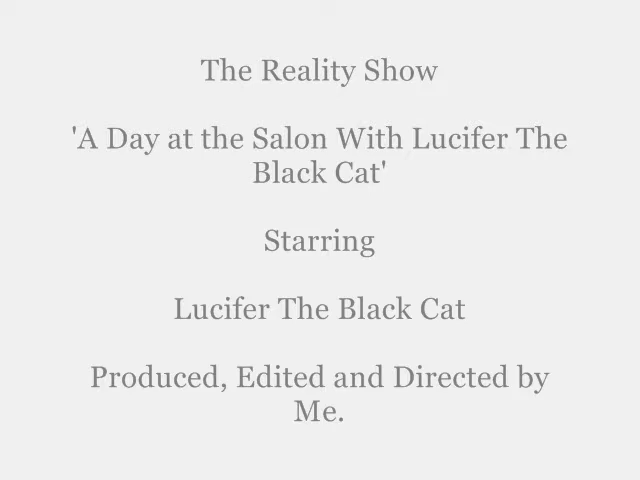 The Reality Show
'A Day at the Salon With Lucifer The
Black Cat'
Starring
Lucifer The Black Cat
Produced, Edited and Directed by
Me.